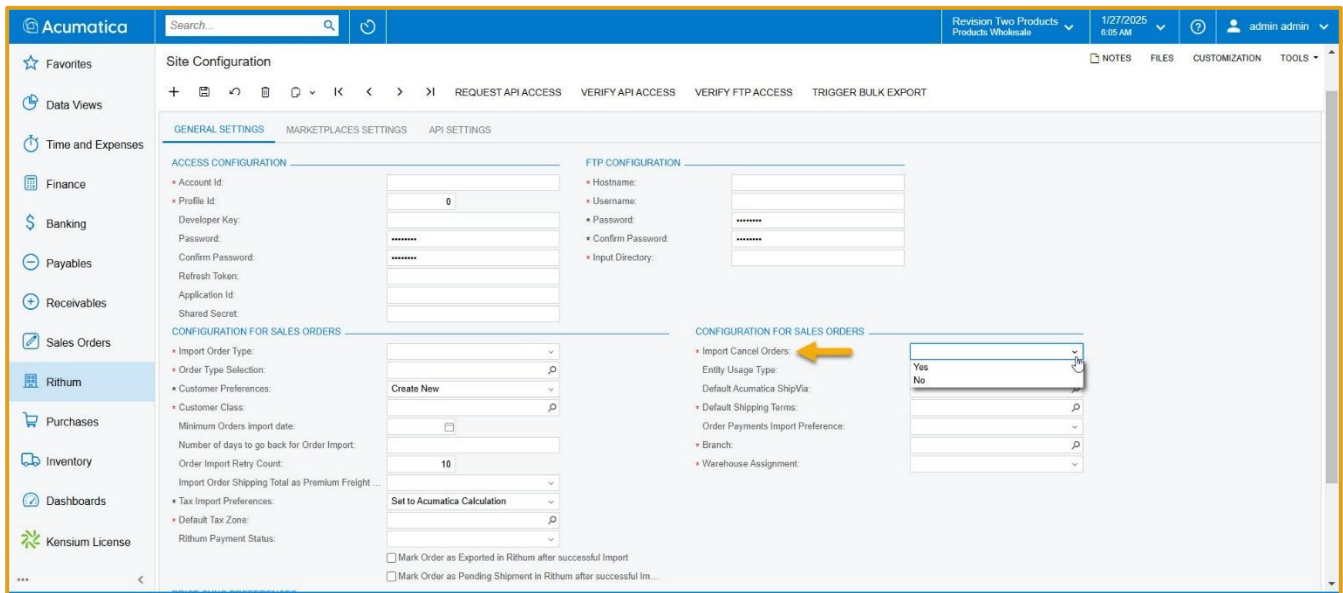 Acumatica
Search...
Revision Two Products
Products Wholesale
1/27/2025
6:05 AM
admin admin
Favorites
Data Views
Time and Expenses
Finance
Banking
Payables
Receivables
Sales Orders
Rithum
Purchases
Inventory
Dashboards
Kensium License
Site Configuration
NOTES FILES CUSTOMIZATION TOOLS
REQUEST API ACCESS VERIFY API ACCESS VERIFY FTP ACCESS TRIGGER BULK EXPORT
GENERAL SETTINGS MARKETPLACES SETTINGS API SETTINGS
ACCESS CONFIGURATION
* Account Id:
* Profile Id: 0
Developer Key:
Password: ••••••••
Confirm Password: ••••••••
Refresh Token:
Application Id:
Shared Secret:
FTP CONFIGURATION
* Hostname:
* Username:
* Password: ••••••••
* Confirm Password: ••••••••
* Input Directory:
CONFIGURATION FOR SALES ORDERS
* Import Order Type:
* Order Type Selection:
* Customer Preferences: Create New
* Customer Class:
Minimum Orders import date:
Number of days to go back for Order Import:
Order Import Retry Count: 10
Import Order Shipping Total as Premium Freight ...
* Tax Import Preferences: Set to Acumatica Calculation
* Default Tax Zone:
Rithum Payment Status:
Mark Order as Exported in Rithum after successful Import
Mark Order as Pending Shipment in Rithum after successful Im...
CONFIGURATION FOR SALES ORDERS
* Import Cancel Orders:
Yes
No
Entity Usage Type:
Default Acumatica ShipVia:
* Default Shipping Terms:
Order Payments Import Preference:
* Branch:
* Warehouse Assignment: